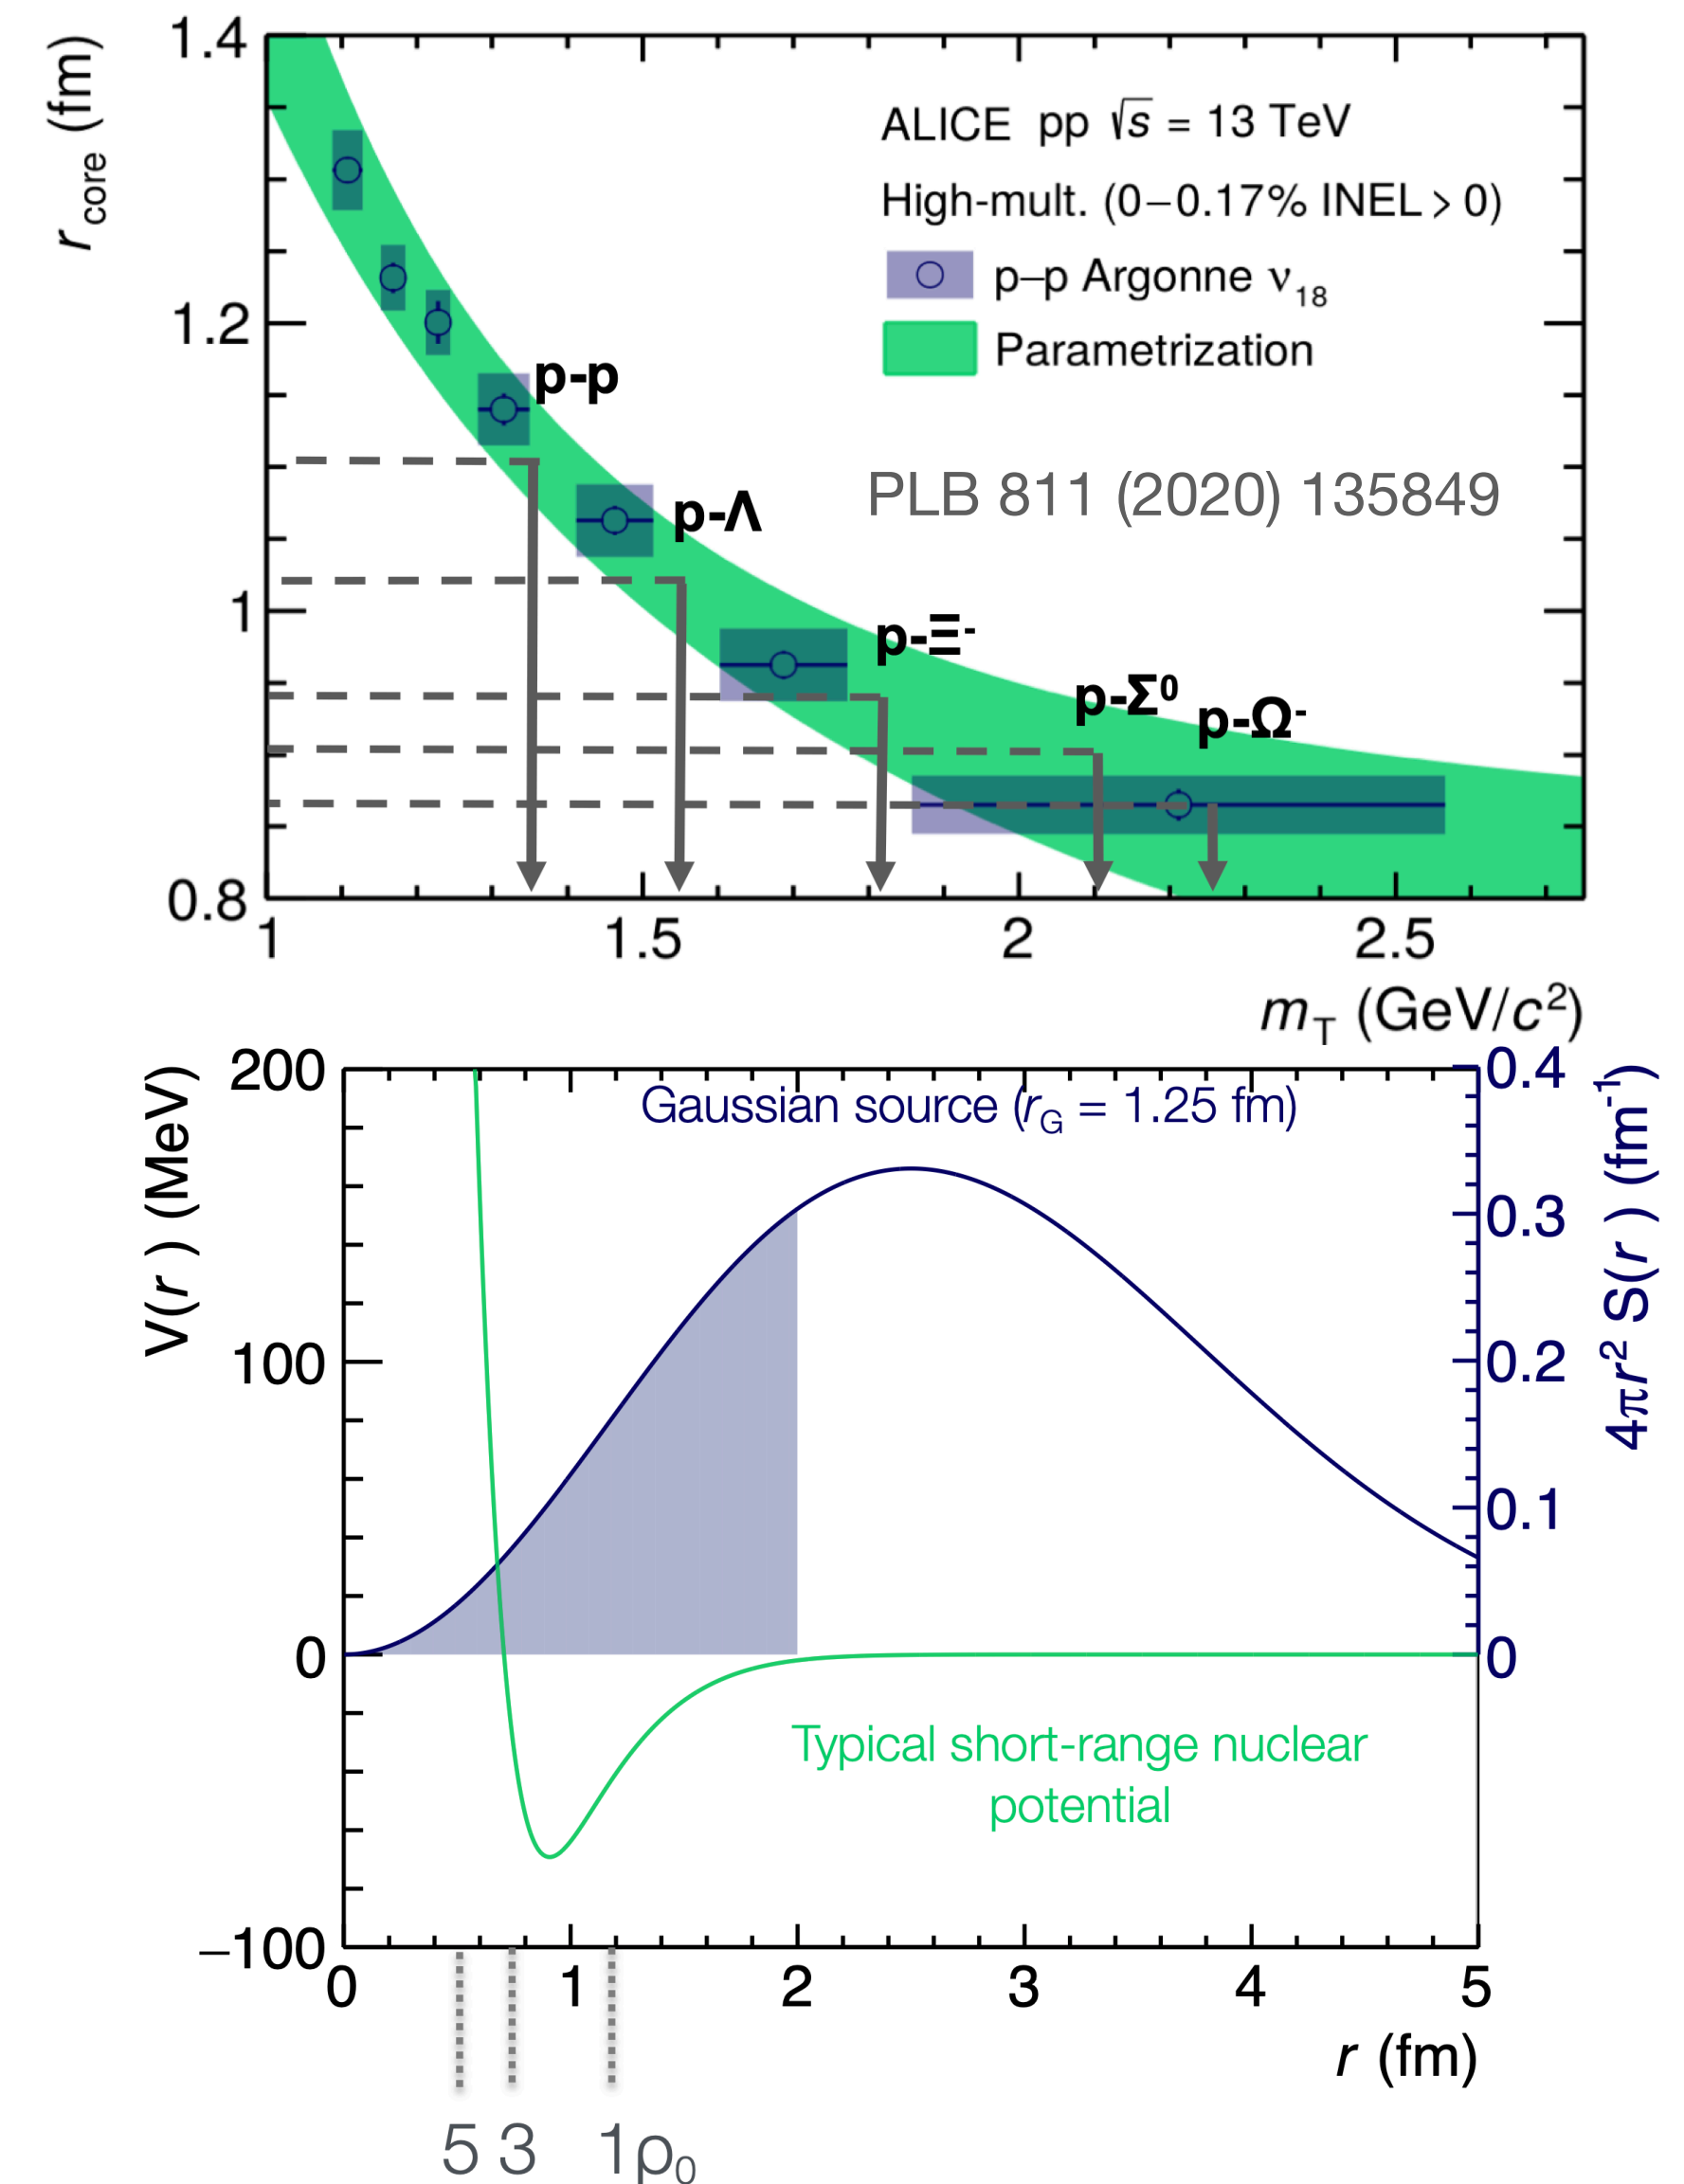 r_core (fm)
1.4
1.2
1
0.8
ALICE pp √s = 13 TeV
High-mult. (0−0.17% INEL > 0)
p−p Argonne ν_18
Parametrization
PLB 811 (2020) 135849
p-p
p-Λ
p-Ξ⁻
p-Σ⁰
p-Ω⁻
1 1.5 2 2.5
m_T (GeV/c²)
V(r) (MeV)
200
100
0
−100
Gaussian source (r_G = 1.25 fm)
0.4
0.3
0.2
0.1
0
4πr² S(r) (fm⁻¹)
Typical short-range nuclear
potential
0 1 2 3 4 5
r (fm)
5 3 1ρ₀